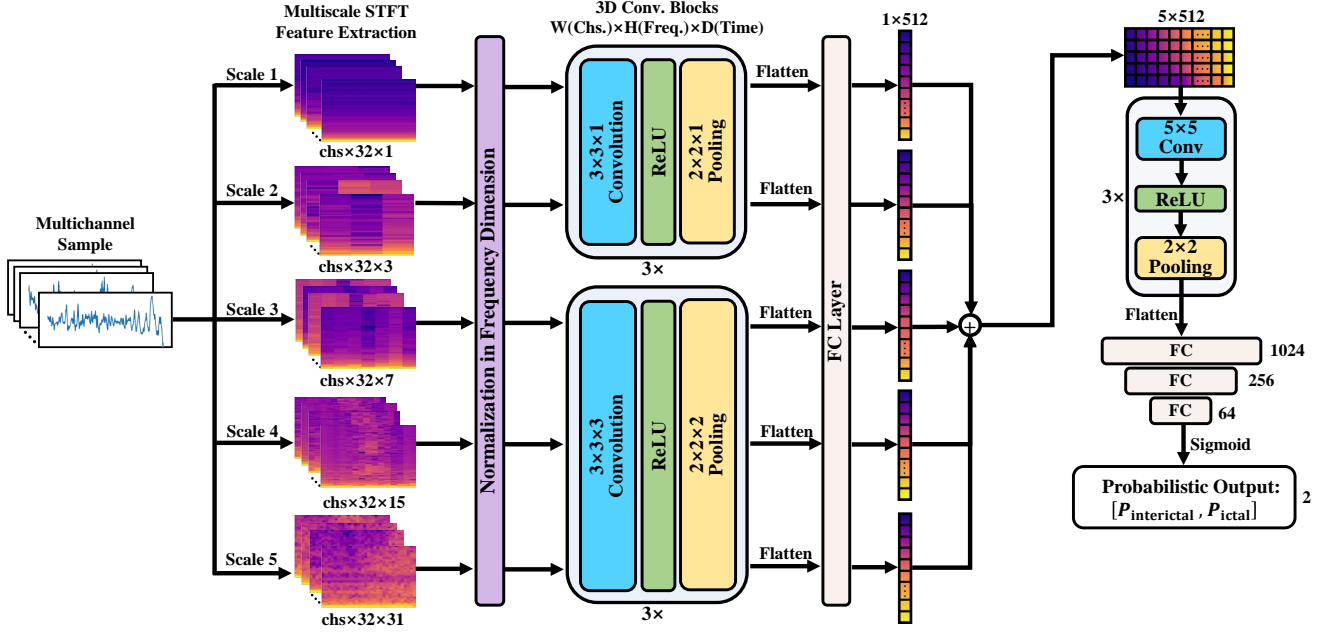 Multichannel
Sample
Multiscale STFT
Feature Extraction
Scale 1
chs×32×1
Scale 2
chs×32×3
Scale 3
chs×32×7
Scale 4
chs×32×15
Scale 5
chs×32×31
Normalization in Frequency Dimension
3D Conv. Blocks
W(Chs.)×H(Freq.)×D(Time)
3×3×1
Convolution
ReLU
2×2×1
Pooling
3×
3×3×3
Convolution
ReLU
2×2×2
Pooling
3×
Flatten
Flatten
Flatten
Flatten
Flatten
FC Layer
1×512
+
5×512
5×5
Conv
ReLU
2×2
Pooling
3×
Flatten
FC
1024
FC
256
FC
64
Sigmoid
Probabilistic Output:
[P_interictal , P_ictal]
2